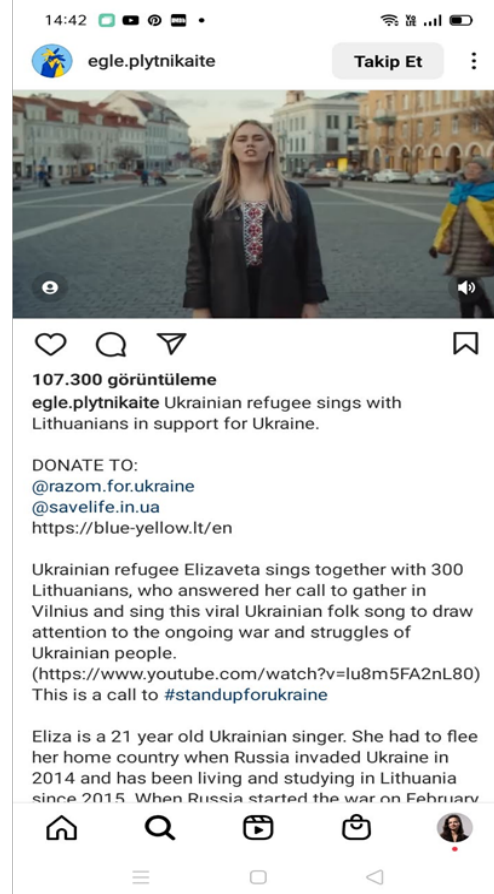 14:42
egle.plytnikaite
Takip Et
107.300 görüntüleme
egle.plytnikaite Ukrainian refugee sings with
Lithuanians in support for Ukraine.
DONATE TO:
@razom.for.ukraine
@savelife.in.ua
https://blue-yellow.lt/en
Ukrainian refugee Elizaveta sings together with 300
Lithuanians, who answered her call to gather in
Vilnius and sing this viral Ukrainian folk song to draw
attention to the ongoing war and struggles of
Ukrainian people.
(https://www.youtube.com/watch?v=lu8m5FA2nL80)
This is a call to #standupforukraine
Eliza is a 21 year old Ukrainian singer. She had to flee
her home country when Russia invaded Ukraine in
2014 and has been living and studying in Lithuania
since 2015. When Russia started the war on February